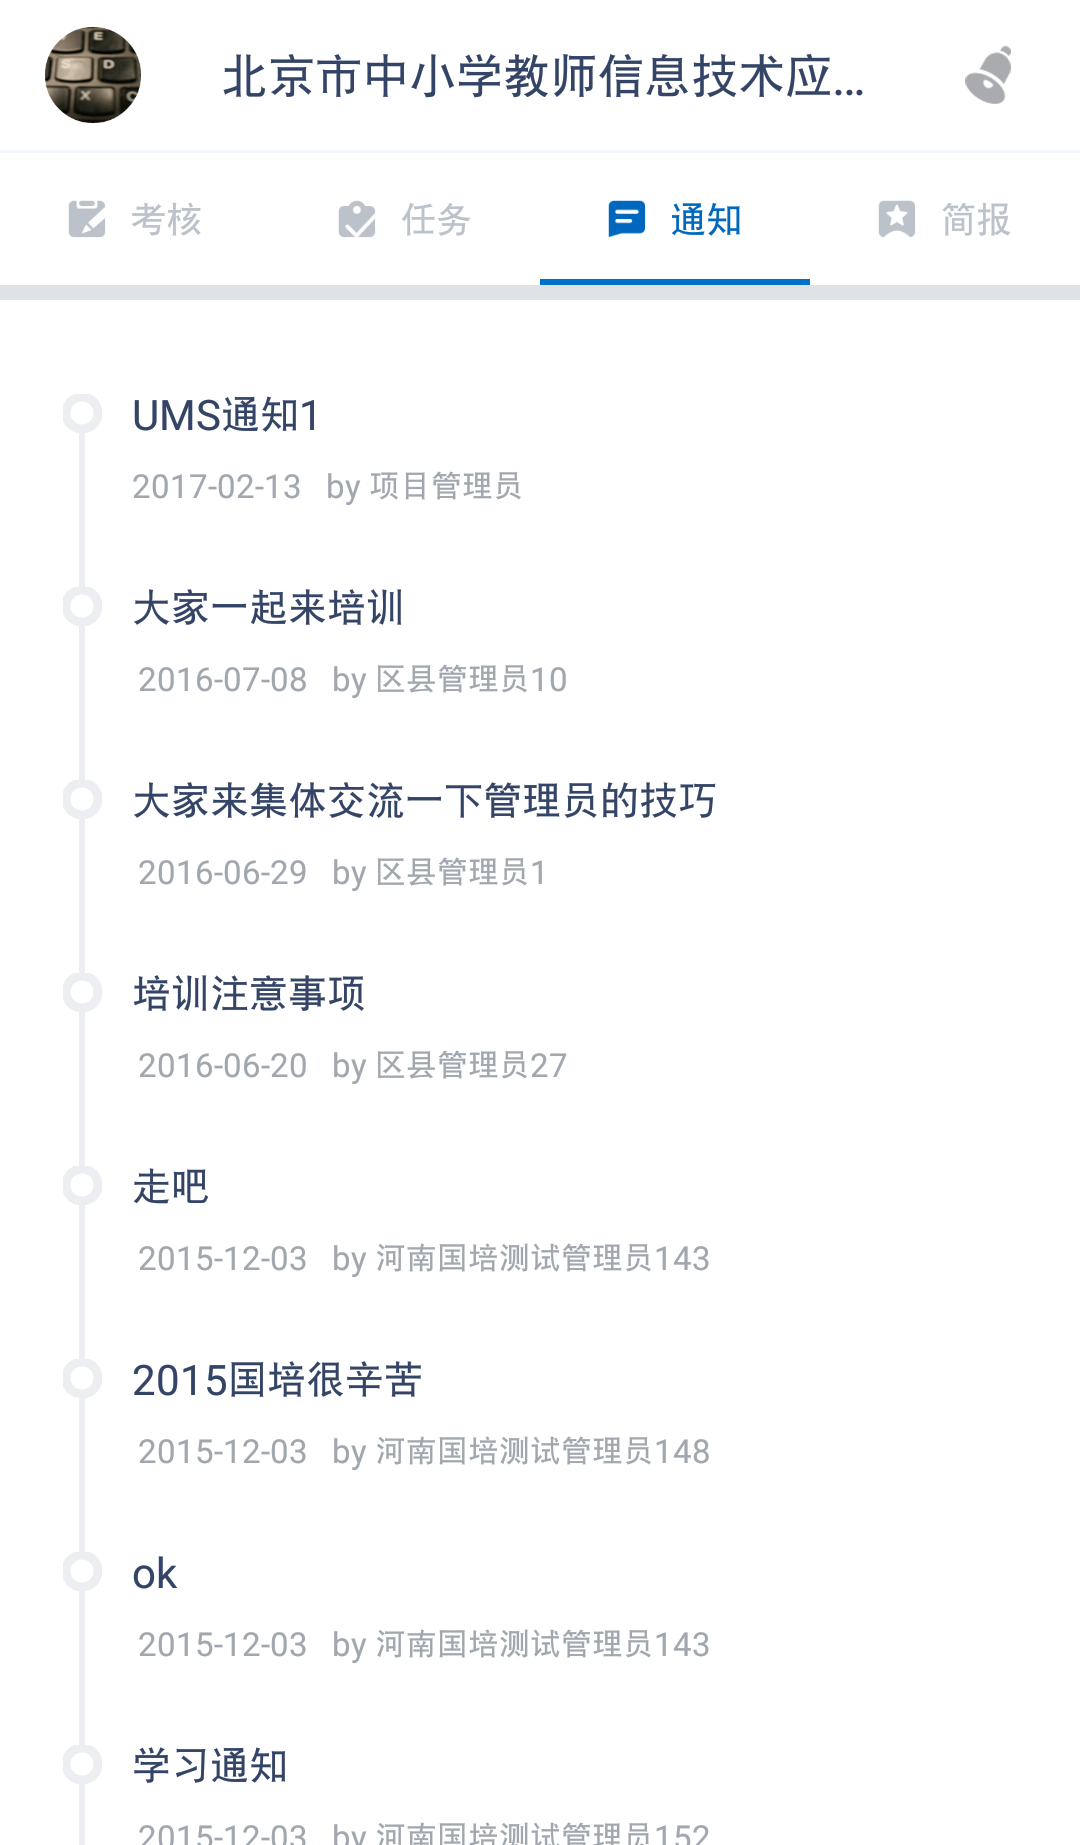 北京市中小学教师信息技术应...
考核 任务 通知 简报
UMS通知1
2017-02-13 by 项目管理员
大家一起来培训
2016-07-08 by 区县管理员10
大家来集体交流一下管理员的技巧
2016-06-29 by 区县管理员1
培训注意事项
2016-06-20 by 区县管理员27
走吧
2015-12-03 by 河南国培测试管理员143
2015国培很辛苦
2015-12-03 by 河南国培测试管理员148
ok
2015-12-03 by 河南国培测试管理员143
学习通知
2015-12-03 by 河南国培测试管理员152